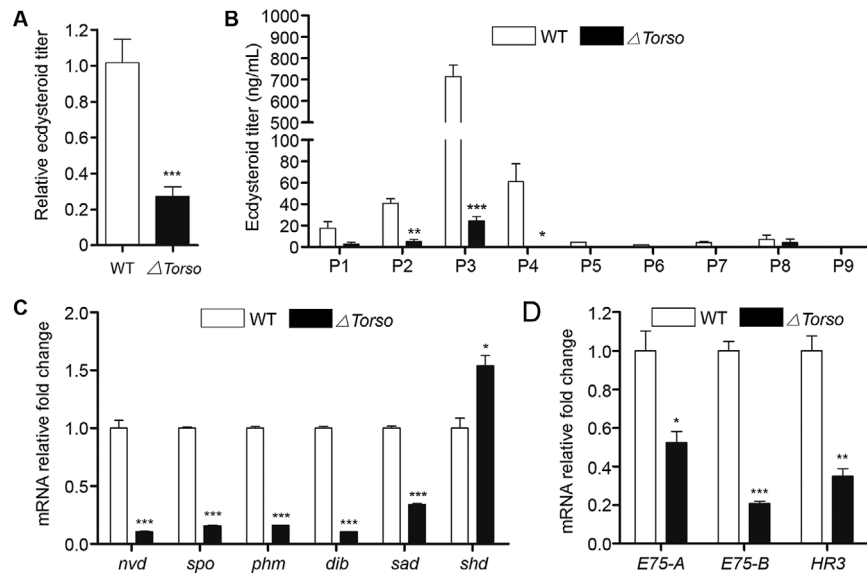 A
Relative ecdysteroid titer
1.2
1.0
0.8
0.6
0.4
0.2
0
***
WT
△Torso
B
WT
△Torso
Ecdysteroid titer (ng/mL)
1000
900
800
700
600
500
100
80
60
40
20
0
**
***
*
P1 P2 P3 P4 P5 P6 P7 P8 P9
C
WT
△Torso
mRNA relative fold change
2.0
1.5
1.0
0.5
0.0
***
***
***
***
***
*
nvd spo phm dib sad shd
D
WT
△Torso
mRNA relative fold change
1.2
1.0
0.8
0.6
0.4
0.2
0.0
*
***
**
E75-A E75-B HR3